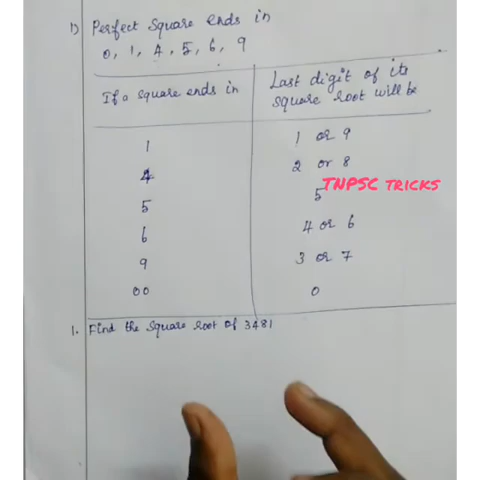 1) Perfect Square ends in
0, 1, 4, 5, 6, 9
If a square ends in
Last digit of its
square root will be
1
1 or 9
4
2 or 8
TNPSC TRICKS
5
5
6
4 or 6
9
3 or 7
00
0
1. Find the square root of 3481